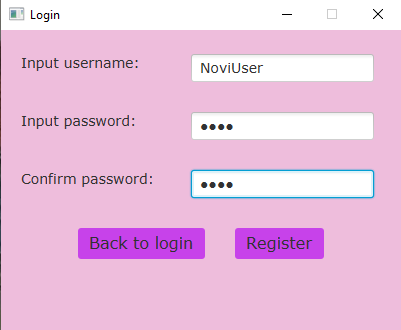 Login
Input username:
NoviUser
Input password:
●●●●
Confirm password:
●●●●
Back to login
Register